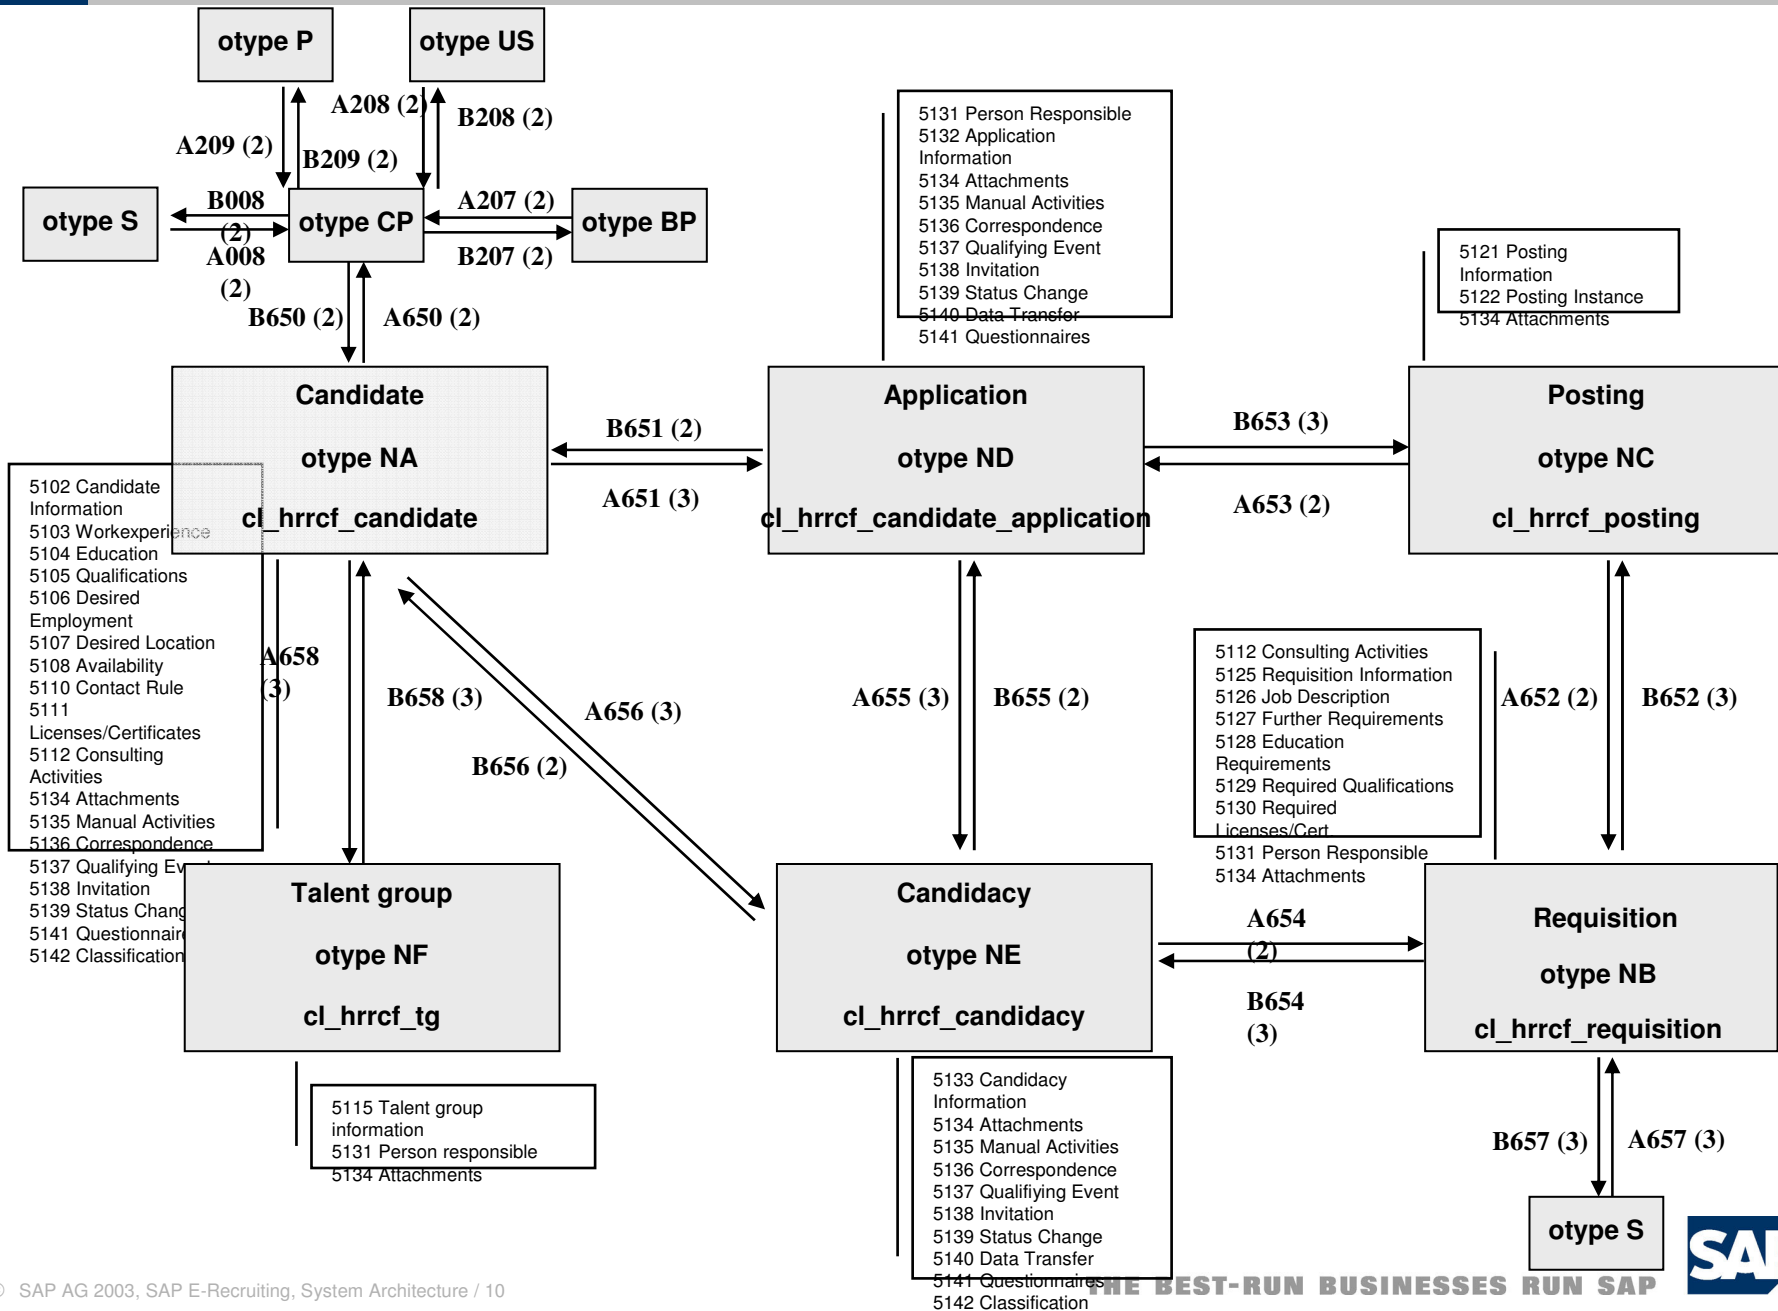 otype P
otype US
A208 (2)
B208 (2)
A209 (2)
B209 (2)
otype S
B008
(2)
A008
(2)
otype CP
A207 (2)
B207 (2)
otype BP
B650 (2)
A650 (2)
5131 Person Responsible
5132 Application
Information
5134 Attachments
5135 Manual Activities
5136 Correspondence
5137 Qualifying Event
5138 Invitation
5139 Status Change
5140 Data Transfer
5141 Questionnaires
5121 Posting
Information
5122 Posting Instance
5134 Attachments
Candidate
otype NA
cl_hrrcf_candidate
B651 (2)
A651 (3)
Application
otype ND
cl_hrrcf_candidate_application
B653 (3)
A653 (2)
Posting
otype NC
cl_hrrcf_posting
5102 Candidate
Information
5103 Workexperience
5104 Education
5105 Qualifications
5106 Desired
Employment
5107 Desired Location
5108 Availability
5110 Contact Rule
5111
Licenses/Certificates
5112 Consulting
Activities
5134 Attachments
5135 Manual Activities
5136 Correspondence
5137 Qualifying Ev
5138 Invitation
5139 Status Chang
5141 Questionnair
5142 Classification
A658
(3)
B658 (3)
A656 (3)
B656 (2)
A655 (3)
B655 (2)
5112 Consulting Activities
5125 Requisition Information
5126 Job Description
5127 Further Requirements
5128 Education
Requirements
5129 Required Qualifications
5130 Required
Licenses/Cert
5131 Person Responsible
5134 Attachments
A652 (2)
B652 (3)
Talent group
otype NF
cl_hrrcf_tg
Candidacy
otype NE
cl_hrrcf_candidacy
A654
(2)
B654
(3)
Requisition
otype NB
cl_hrrcf_requisition
5115 Talent group
information
5131 Person responsible
5134 Attachments
5133 Candidacy
Information
5134 Attachments
5135 Manual Activities
5136 Correspondence
5137 Qualifiying Event
5138 Invitation
5139 Status Change
5140 Data Transfer
5141 Questionnaires
5142 Classification
B657 (3)
A657 (3)
otype S
© SAP AG 2003, SAP E-Recruiting, System Architecture / 10
THE BEST-RUN BUSINESSES RUN SAP
SA